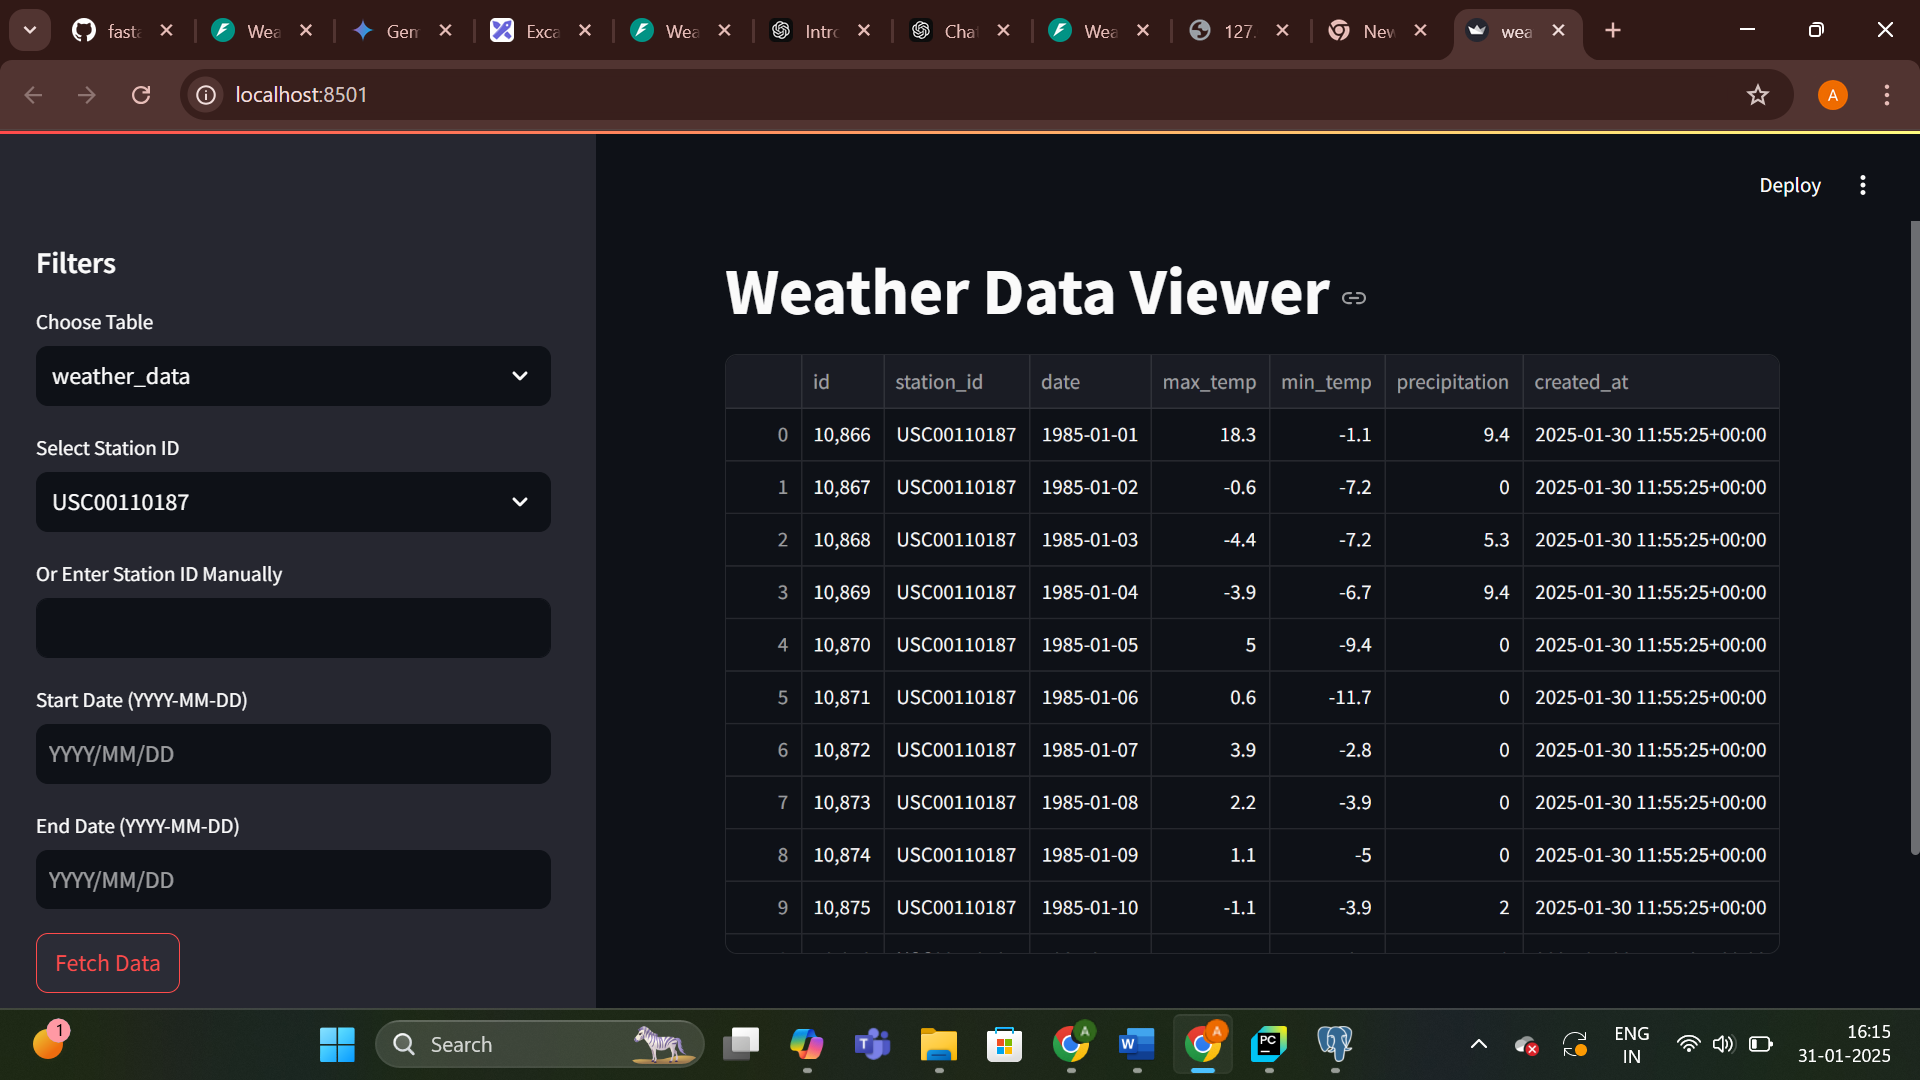 fasta
Wea
Gem
Exca
Wea
Intro
Cha
Wea
127.
New
wea
localhost:8501
A
Deploy
Filters
Choose Table
weather_data
Select Station ID
USC00110187
Or Enter Station ID Manually
Start Date (YYYY-MM-DD)
YYYY/MM/DD
End Date (YYYY-MM-DD)
YYYY/MM/DD
Fetch Data
Weather Data Viewer
id station_id date max_temp min_temp precipitation created_at
0 10,866 USC00110187 1985-01-01 18.3 -1.1 9.4 2025-01-30 11:55:25+00:00
1 10,867 USC00110187 1985-01-02 -0.6 -7.2 0 2025-01-30 11:55:25+00:00
2 10,868 USC00110187 1985-01-03 -4.4 -7.2 5.3 2025-01-30 11:55:25+00:00
3 10,869 USC00110187 1985-01-04 -3.9 -6.7 9.4 2025-01-30 11:55:25+00:00
4 10,870 USC00110187 1985-01-05 5 -9.4 0 2025-01-30 11:55:25+00:00
5 10,871 USC00110187 1985-01-06 0.6 -11.7 0 2025-01-30 11:55:25+00:00
6 10,872 USC00110187 1985-01-07 3.9 -2.8 0 2025-01-30 11:55:25+00:00
7 10,873 USC00110187 1985-01-08 2.2 -3.9 0 2025-01-30 11:55:25+00:00
8 10,874 USC00110187 1985-01-09 1.1 -5 0 2025-01-30 11:55:25+00:00
9 10,875 USC00110187 1985-01-10 -1.1 -3.9 2 2025-01-30 11:55:25+00:00
1
Search
T
A
W
A
PC
ENG
IN
16:15
31-01-2025